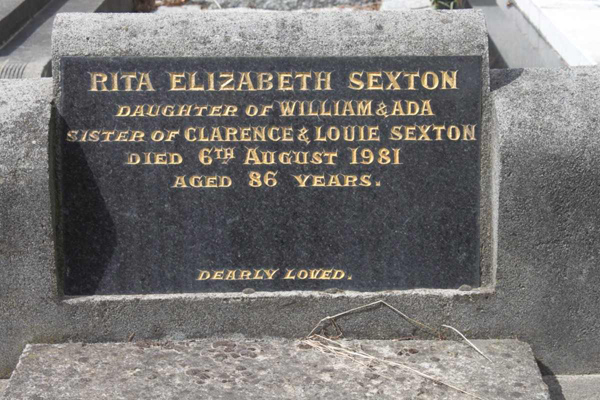 RITA ELIZABETH SEXTON
DAUGHTER OF WILLIAM & ADA
SISTER OF CLARENCE & LOUIE SEXTON
DIED 6TH AUGUST 1981
AGED 86 YEARS.
DEARLY LOVED.